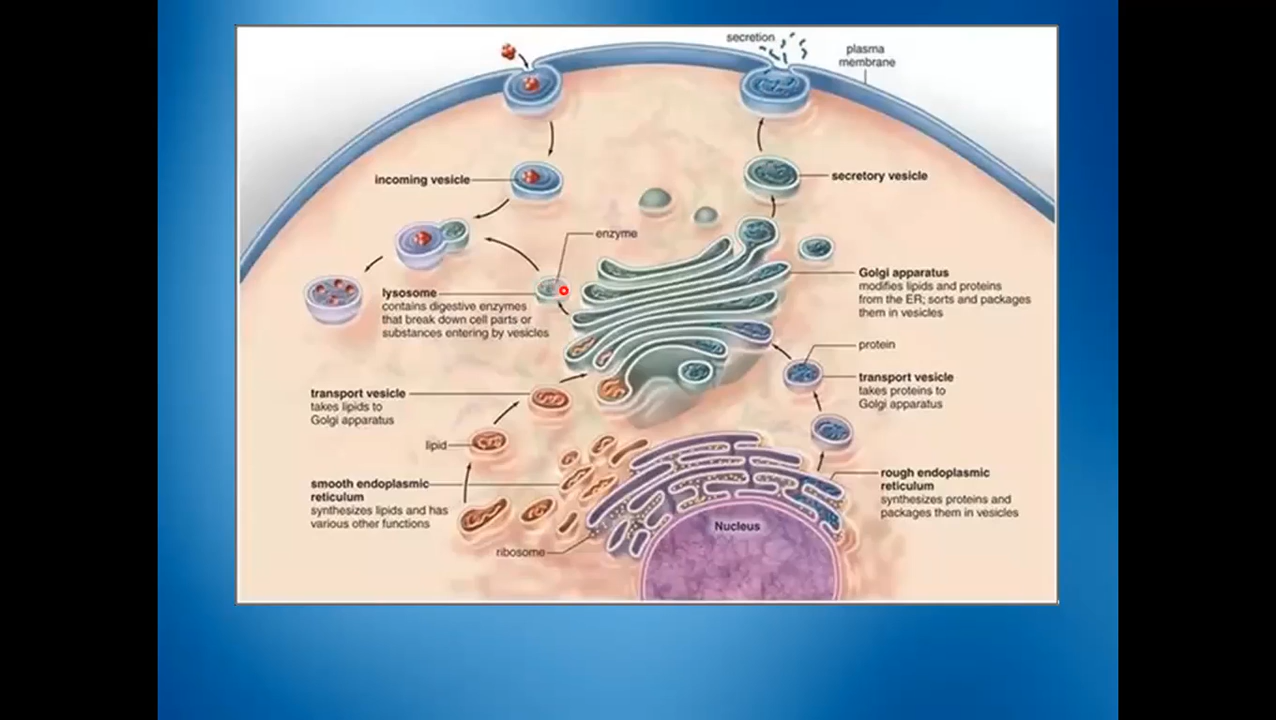 secretion
plasma
membrane
incoming vesicle
secretory vesicle
enzyme
Golgi apparatus
modifies lipids and proteins
from the ER; sorts and packages
them in vesicles
lysosome
contains digestive enzymes
that break down cell parts or
substances entering by vesicles
protein
transport vesicle
takes proteins to
Golgi apparatus
transport vesicle
takes lipids to
Golgi apparatus
lipid
smooth endoplasmic
reticulum
synthesizes lipids and has
various other functions
rough endoplasmic
reticulum
synthesizes proteins and
packages them in vesicles
Nucleus
ribosome